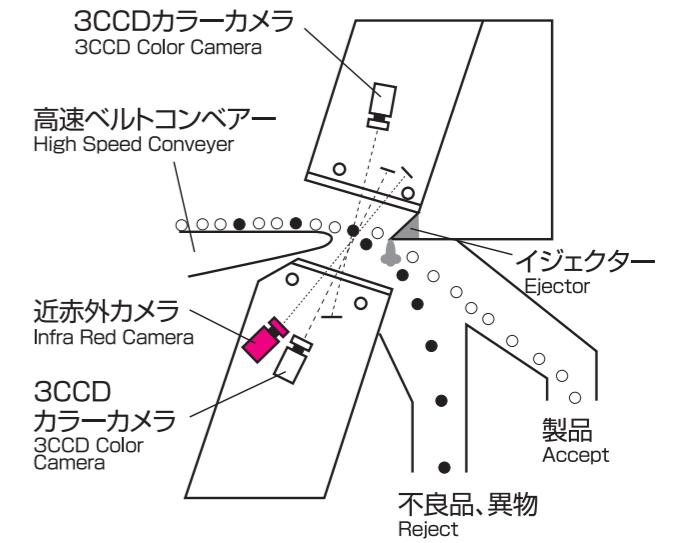 3CCDカラーカメラ
3CCD Color Camera
高速ベルトコンベアー
High Speed Conveyer
イジェクター
Ejector
近赤外カメラ
Infra Red Camera
3CCD
カラーカメラ
3CCD Color
Camera
製品
Accept
不良品、異物
Reject